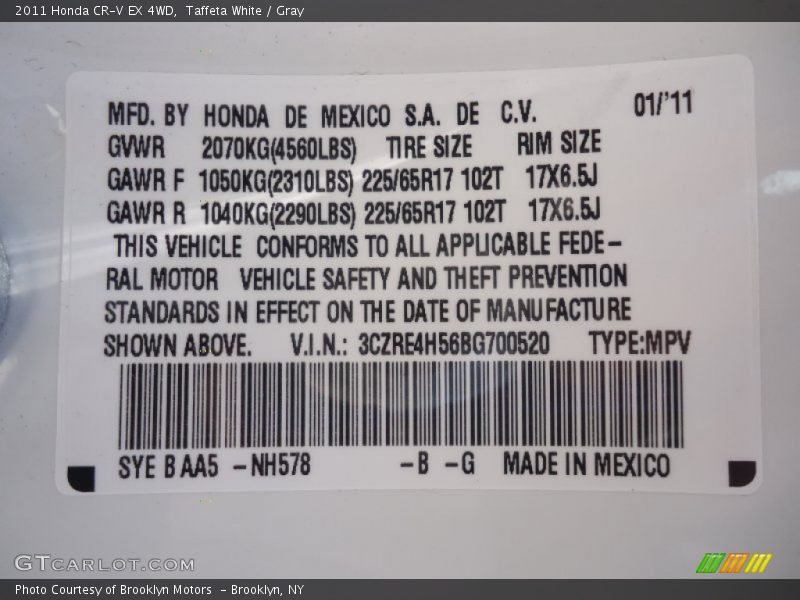 2011 Honda CR-V EX 4WD,  Taffeta White / Gray
MFD. BY HONDA DE MEXICO S.A. DE C.V. 01/'11
GVWR 2070KG(4560LBS) TIRE SIZE RIM SIZE
GAWR F 1050KG(2310LBS) 225/65R17 102T 17X6.5J
GAWR R 1040KG(2290LBS) 225/65R17 102T 17X6.5J
THIS VEHICLE CONFORMS TO ALL APPLICABLE FEDE-
RAL MOTOR VEHICLE SAFETY AND THEFT PREVENTION
STANDARDS IN EFFECT ON THE DATE OF MANUFACTURE
SHOWN ABOVE. V.I.N.: 3CZRE4H56BG700520 TYPE:MPV
SYE B AA5 -NH578 -B -G MADE IN MEXICO
GTCARLOT.COM
Photo Courtesy of Brooklyn Motors - Brooklyn, NY